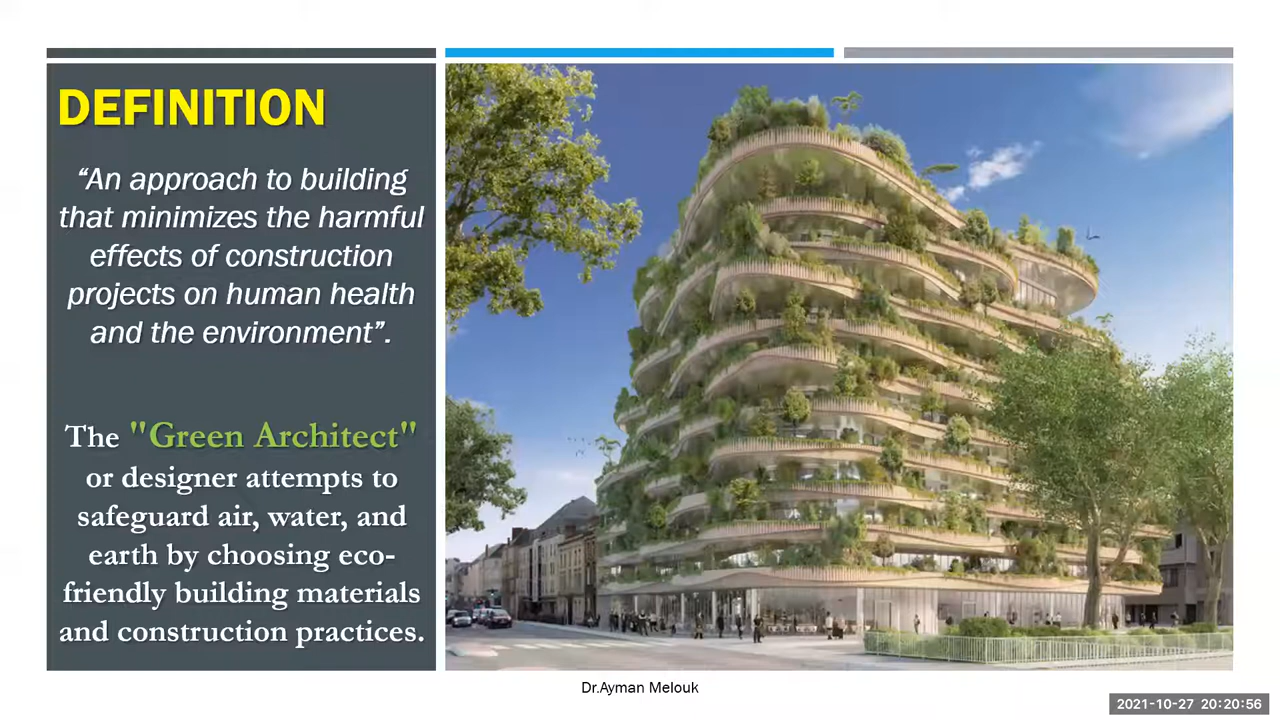 DEFINITION
“An approach to building
that minimizes the harmful
effects of construction
projects on human health
and the environment”.
The "Green Architect"
or designer attempts to
safeguard air, water, and
earth by choosing eco-
friendly building materials
and construction practices.
Dr.Ayman Melouk
2021-10-27 20:20:56